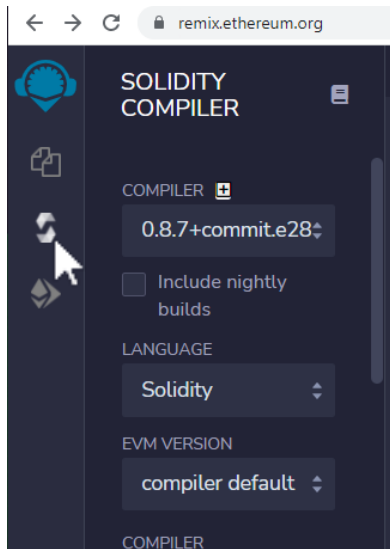 remix.ethereum.org
SOLIDITY
COMPILER
COMPILER
0.8.7+commit.e28
Include nightly
builds
LANGUAGE
Solidity
EVM VERSION
compiler default
COMPILER